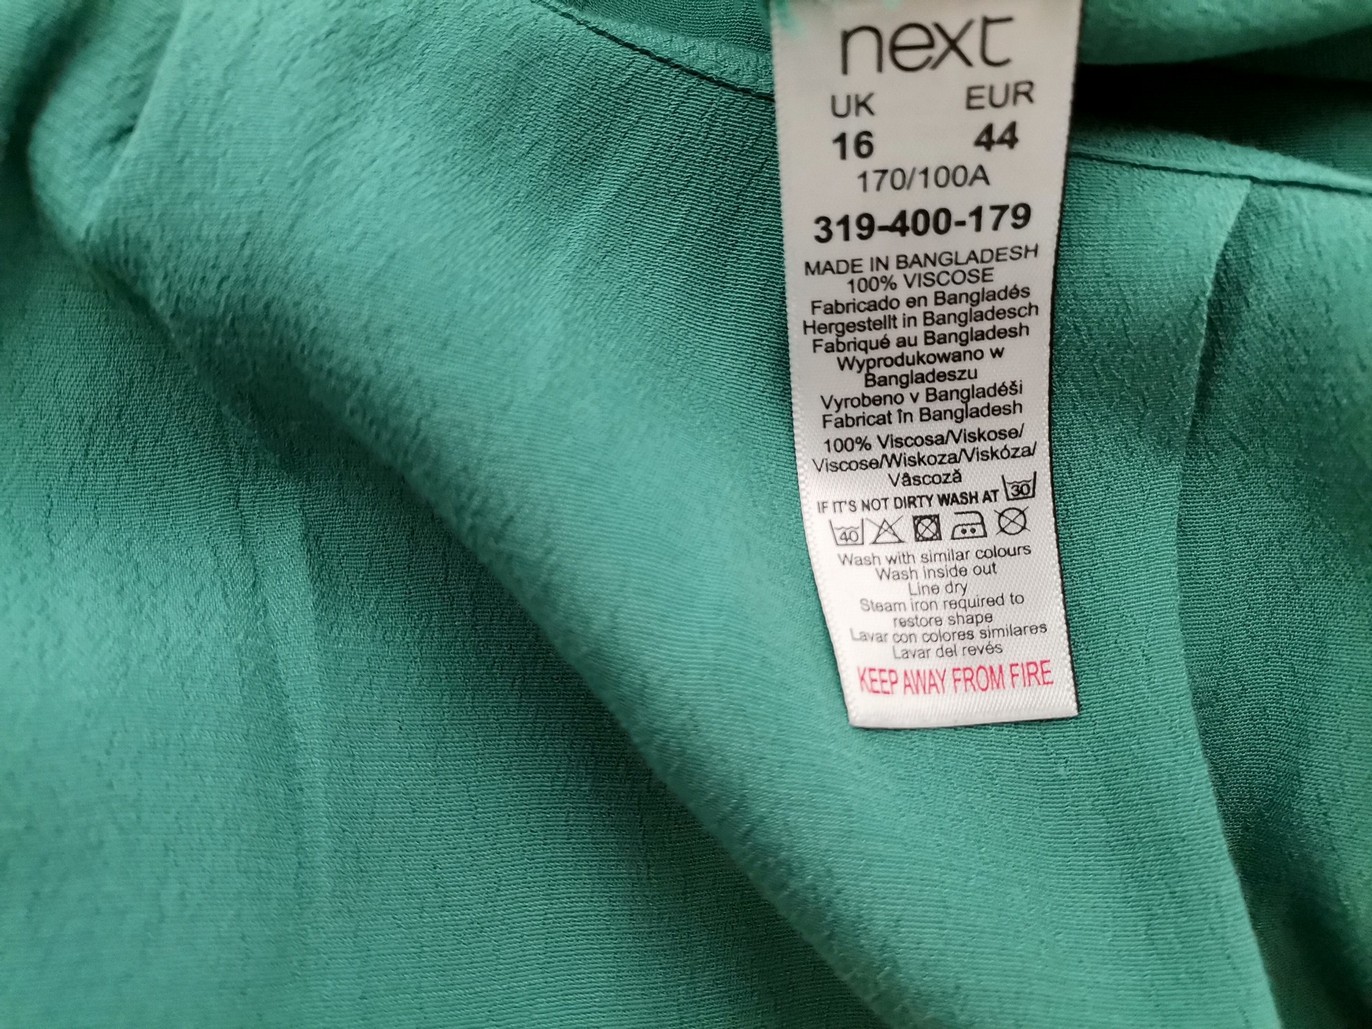 next
UK EUR
16 44
170/100A
319-400-179
MADE IN BANGLADESH
100% VISCOSE
Fabricado en Bangladés
Hergestellt in Bangladesch
Fabriqué au Bangladesh
Wyprodukowano w
Bangladeszu
Vyrobeno v Bangladéši
Fabricat în Bangladesh
100% Viscosa/Viskose/
Viscose/Wiskoza/Viskóza/
Vâscoză
IF IT'S NOT DIRTY WASH AT 30
40
Wash with similar colours
Wash inside out
Line dry
Steam iron required to
restore shape
Lavar con colores similares
Lavar del revés
KEEP AWAY FROM FIRE